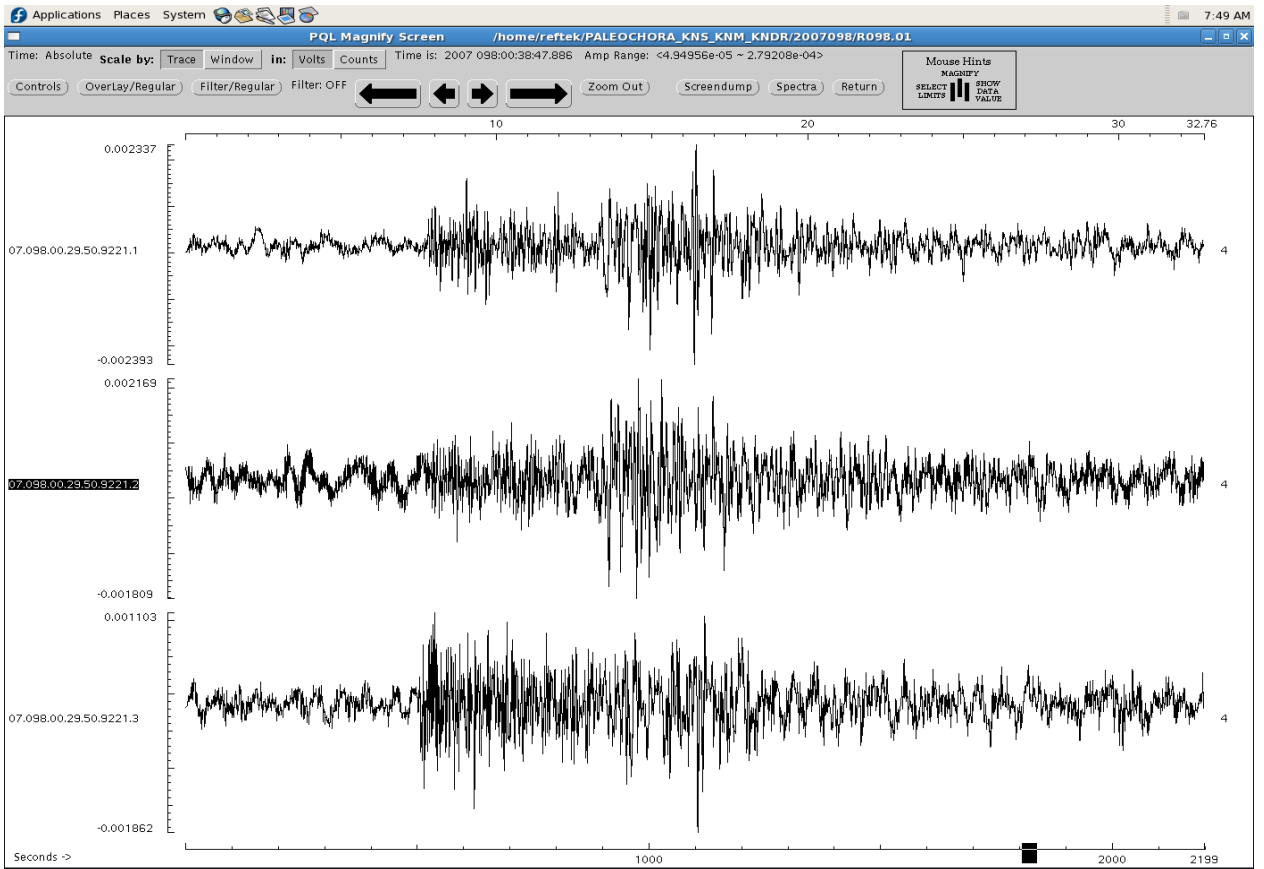 Applications Places System 7:49 AM
PQL Magnify Screen /home/reftek/PALEOCHORA_KNS_KNM_KNDR/2007098/R098.01
Time: Absolute Scale by: Trace Window in: Volts Counts Time is: 2007 098:00:38:47.886 Amp Range: <4.94956e-05 ~ 2.79208e-04>
Controls OverLay/Regular Filter/Regular Filter: OFF Zoom Out Screendump Spectra Return
Mouse Hints
MAGNIFY
SELECT LIMITS
SHOW DATA VALUE
10 20 30 32.76
0.002337
07.098.00.29.50.9221.1 4
-0.002393
0.002169
07.098.00.29.50.9221.2 4
-0.001809
0.001103
07.098.00.29.50.9221.3 4
-0.001862
Seconds -> 1000 2000 2199